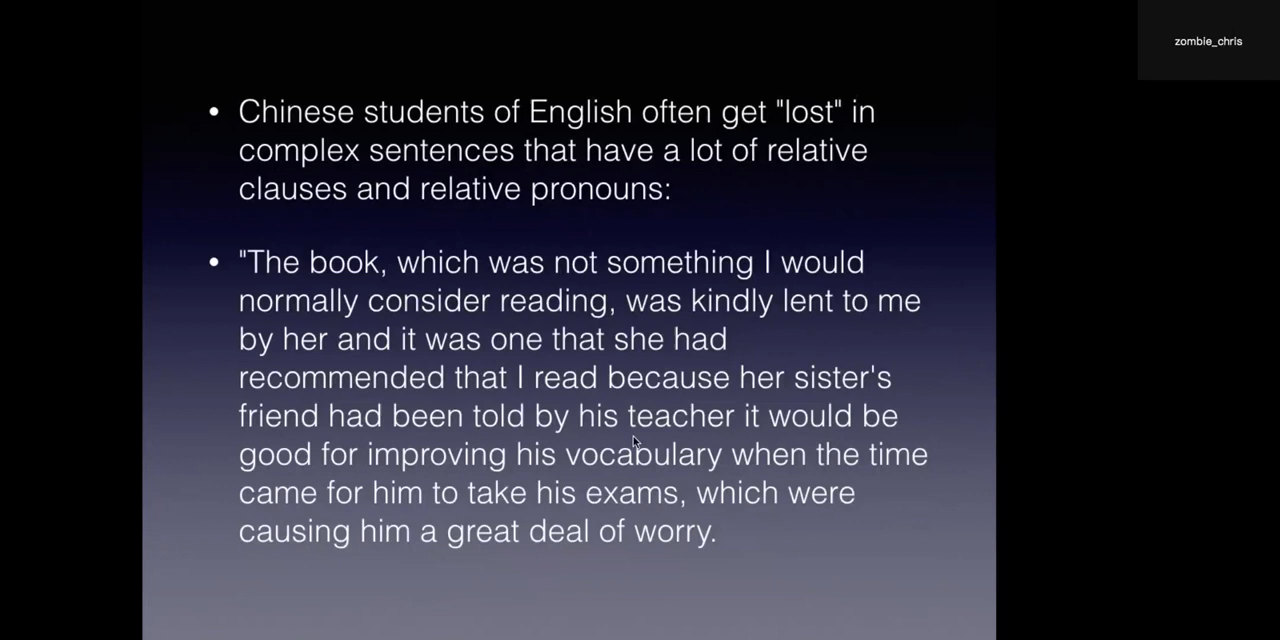 zombie_chris
• Chinese students of English often get "lost" in
complex sentences that have a lot of relative
clauses and relative pronouns:
• "The book, which was not something I would
normally consider reading, was kindly lent to me
by her and it was one that she had
recommended that I read because her sister's
friend had been told by his teacher it would be
good for improving his vocabulary when the time
came for him to take his exams, which were
causing him a great deal of worry.